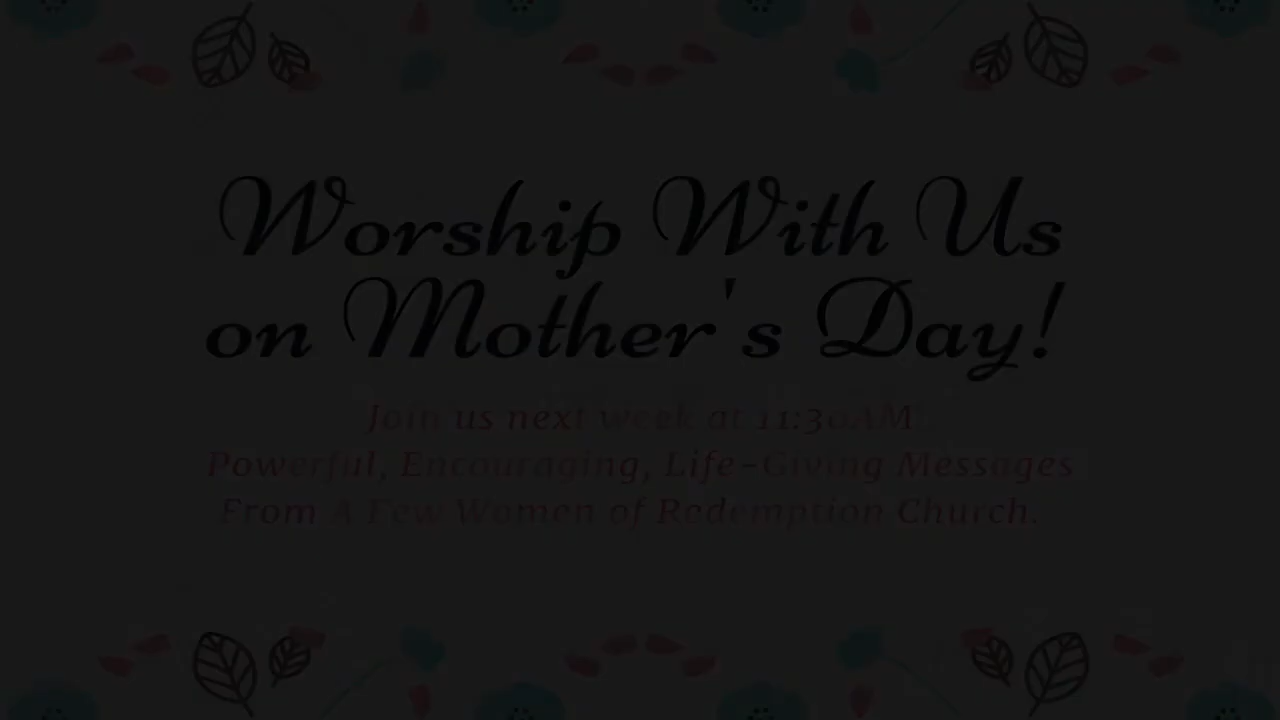 Worship With Us
on Mother's Day!
Join us next week at 11:30AM!
Powerful, Encouraging, Life-Giving Messages
From A Few Women of Redemption Church.